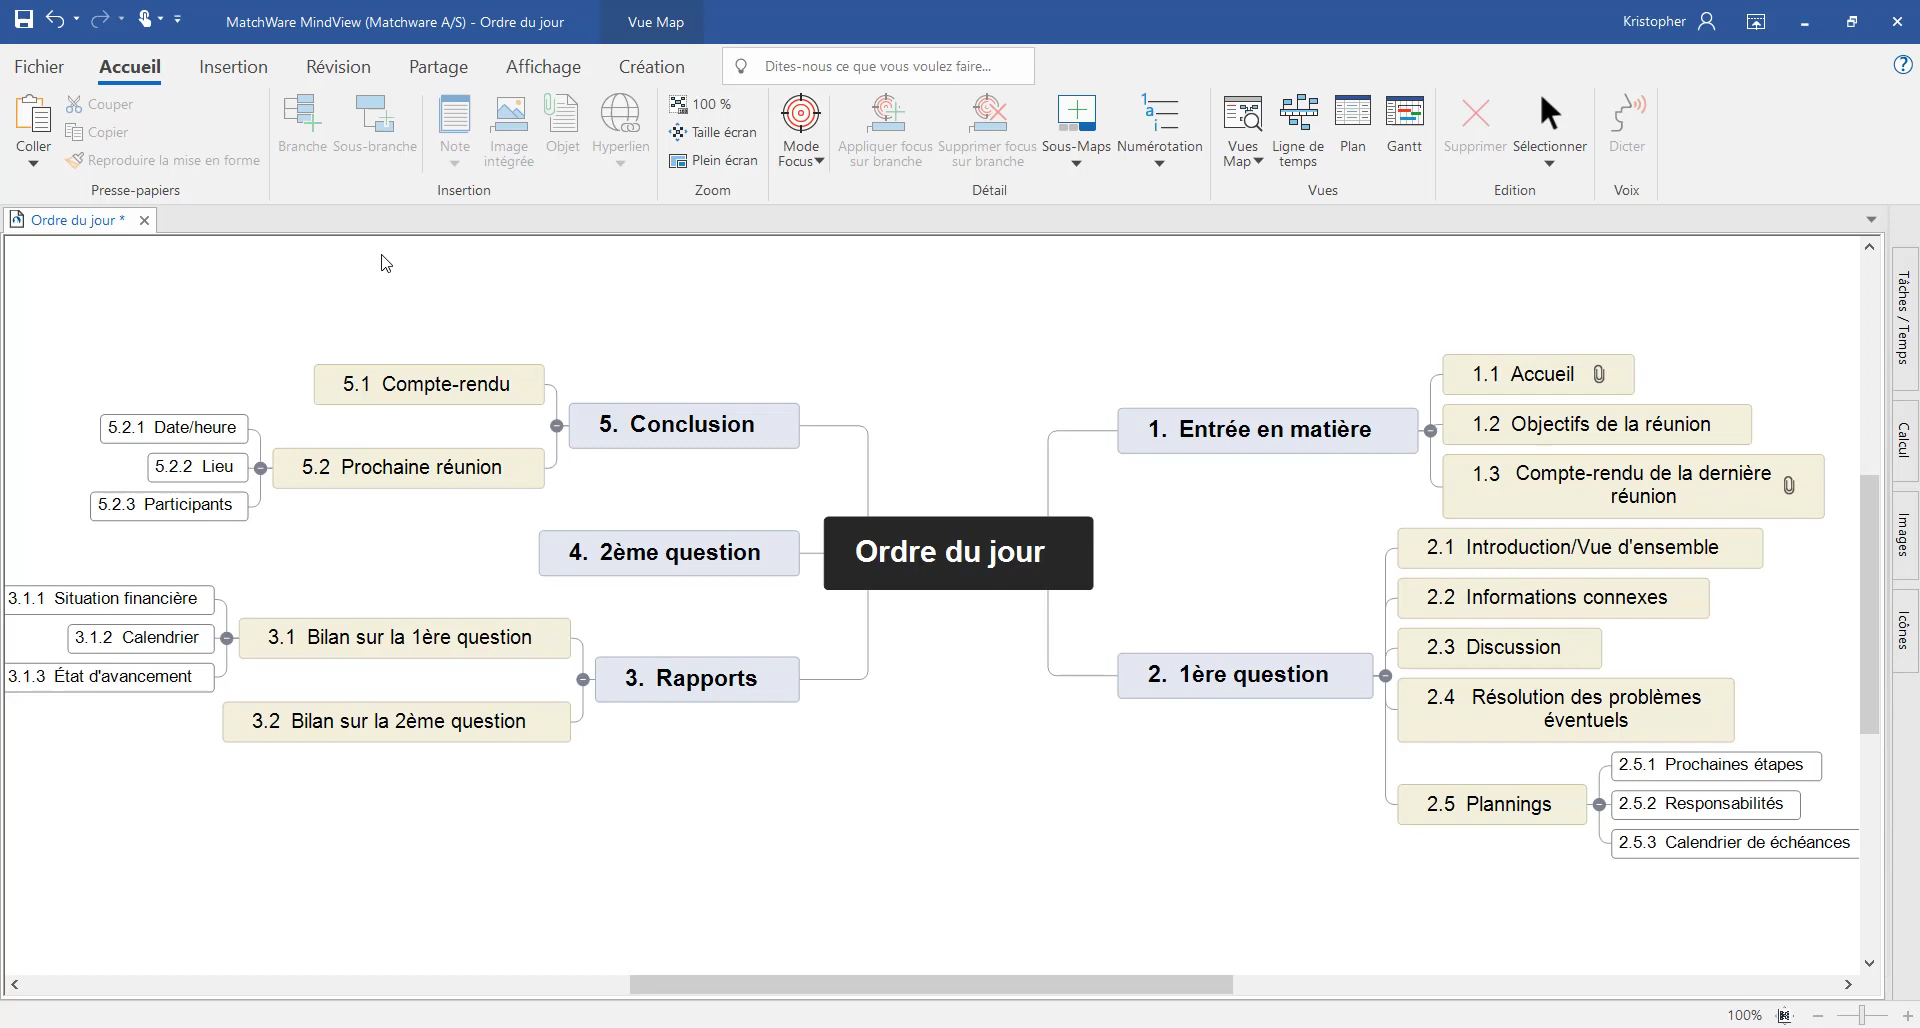 MatchWare MindView (Matchware A/S) - Ordre du jour
Vue Map
Kristopher
Fichier
Accueil
Insertion
Révision
Partage
Affichage
Création
Dites-nous ce que vous voulez faire...
Coller
Couper
Copier
Reproduire la mise en forme
Presse-papiers
Branche
Sous-branche
Note
Image
intégrée
Objet
Hyperlien
Insertion
100 %
Taille écran
Plein écran
Zoom
Mode
Focus
Appliquer focus
sur branche
Supprimer focus
sur branche
Sous-Maps
Numérotation
Détail
Vues
Map
Ligne de
temps
Plan
Gantt
Vues
Supprimer
Sélectionner
Edition
Dicter
Voix
Ordre du jour *
Tâches / Temps
Calcul
Images
Icônes
Ordre du jour
1. Entrée en matière
1.1 Accueil
1.2 Objectifs de la réunion
1.3 Compte-rendu de la dernière
réunion
2. 1ère question
2.1 Introduction/Vue d'ensemble
2.2 Informations connexes
2.3 Discussion
2.4 Résolution des problèmes
éventuels
2.5 Plannings
2.5.1 Prochaines étapes
2.5.2 Responsabilités
2.5.3 Calendrier de échéances
3. Rapports
3.1 Bilan sur la 1ère question
3.1.1 Situation financière
3.1.2 Calendrier
3.1.3 État d'avancement
3.2 Bilan sur la 2ème question
4. 2ème question
5. Conclusion
5.1 Compte-rendu
5.2 Prochaine réunion
5.2.1 Date/heure
5.2.2 Lieu
5.2.3 Participants
100%